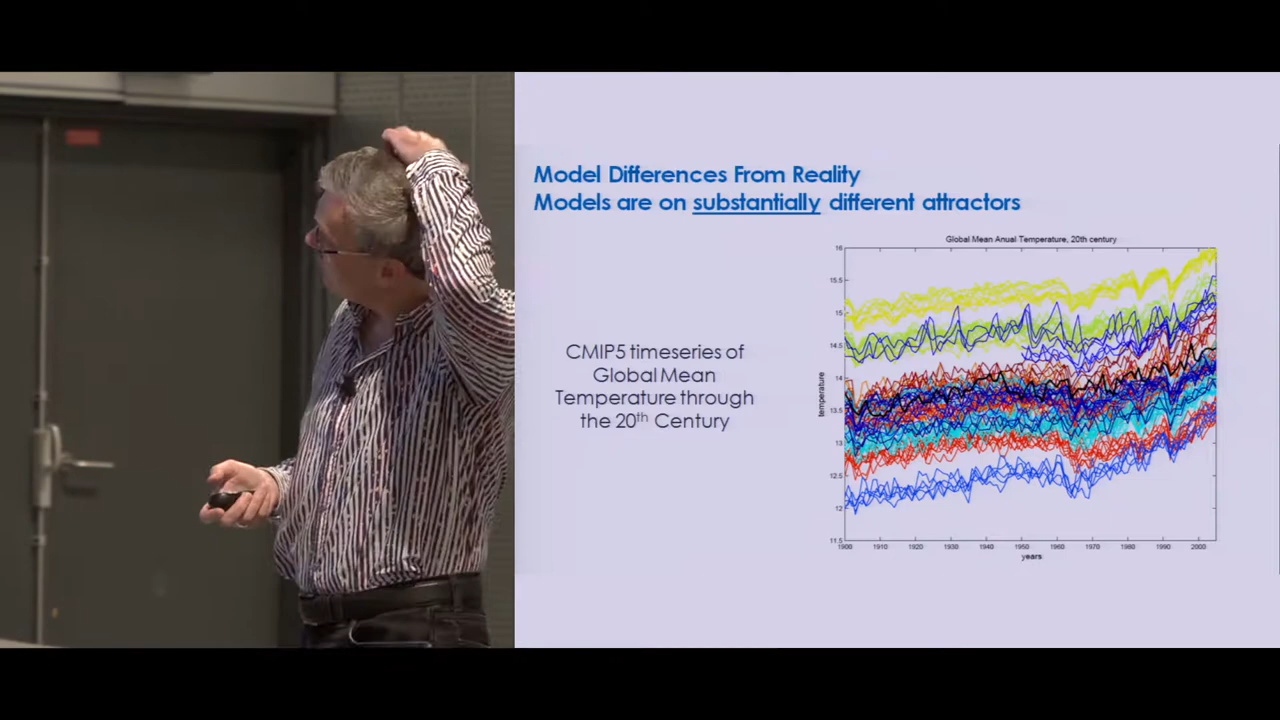 Model Differences From Reality
Models are on substantially different attractors
Global Mean Anual Temperature, 20th century
16
15.5
15
14.5
14
13.5
13
12.5
12
11.5
temperature
1900 1910 1920 1930 1940 1950 1960 1970 1980 1990 2000
years
CMIP5 timeseries of
Global Mean
Temperature through
the 20th Century